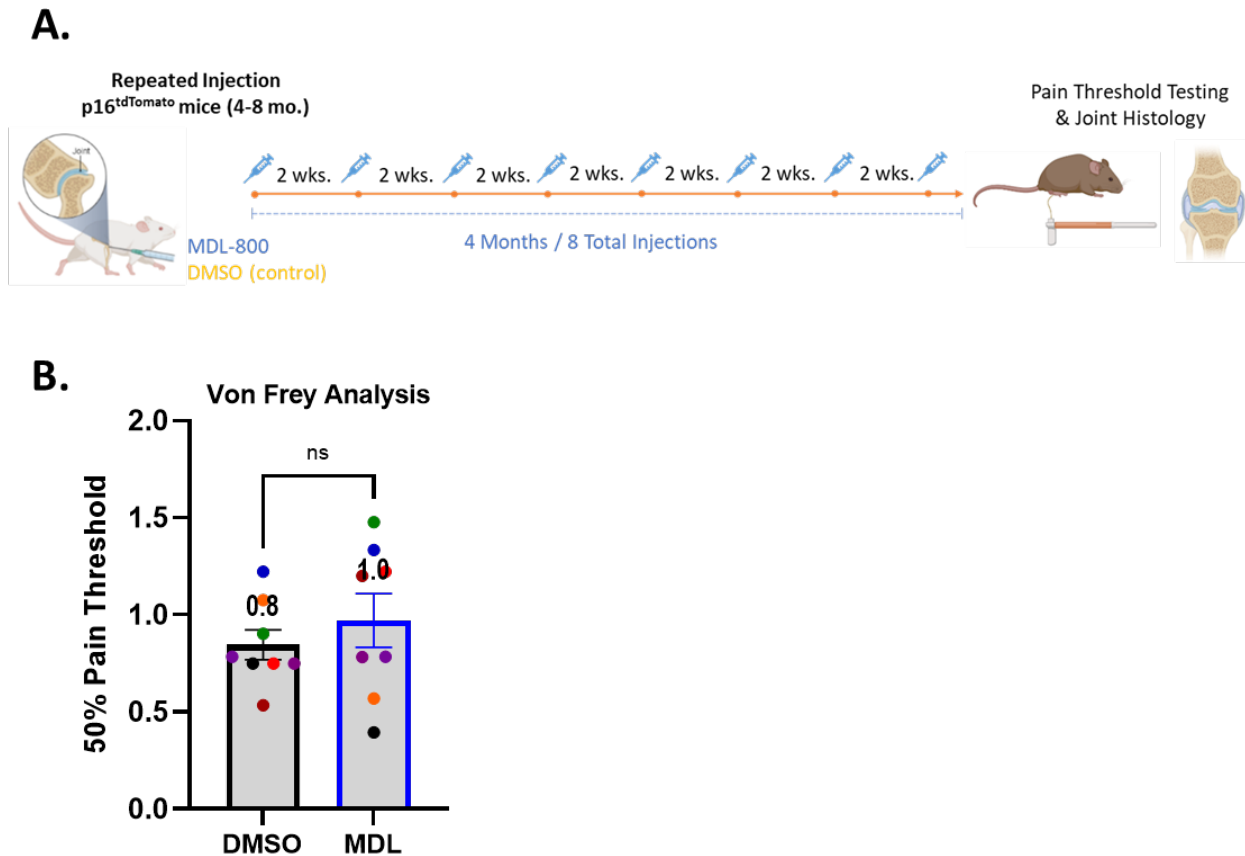 A.
Repeated Injection
p16tdTomato mice (4-8 mo.)
Joint
MDL-800
DMSO (control)
2 wks. 2 wks. 2 wks. 2 wks. 2 wks. 2 wks. 2 wks.
4 Months / 8 Total Injections
Pain Threshold Testing
& Joint Histology
B.
Von Frey Analysis
50% Pain Threshold
2.0
1.5
1.0
0.5
0.0
ns
0.8
1.0
DMSO MDL